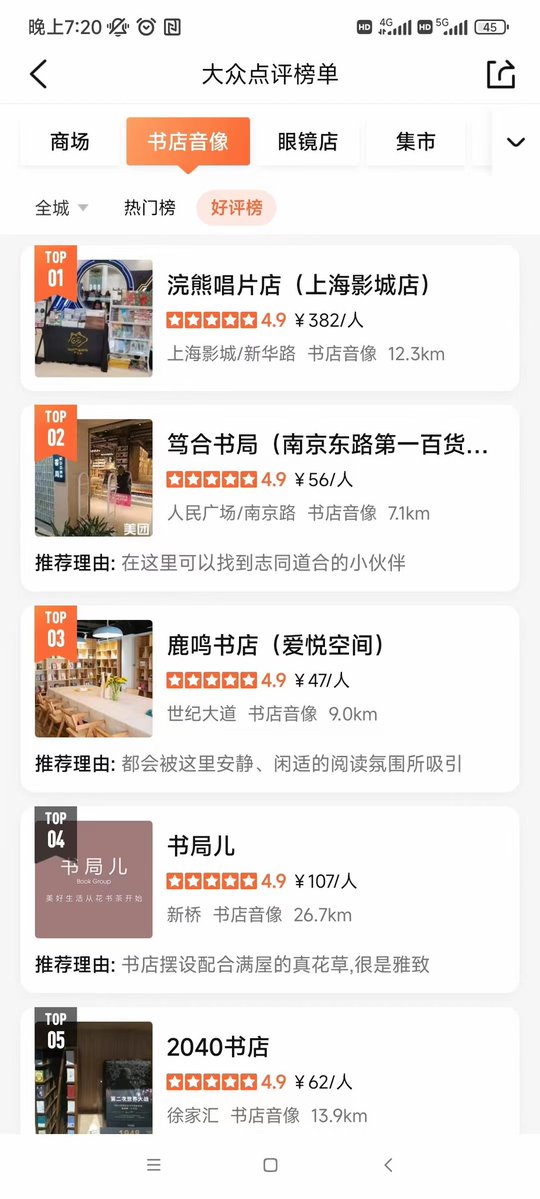 晚上7:20
HD 4G HD 5G 45
大众点评榜单
商场 书店音像 眼镜店 集市
全城 热门榜 好评榜
TOP
01
浣熊唱片店（上海影城店）
4.9 ¥382/人
上海影城/新华路 书店音像 12.3km
TOP
02
美团
笃合书局（南京东路第一百货...
4.9 ¥56/人
人民广场/南京路 书店音像 7.1km
推荐理由: 在这里可以找到志同道合的小伙伴
TOP
03
鹿鸣书店（爱悦空间）
4.9 ¥47/人
世纪大道 书店音像 9.0km
推荐理由: 都会被这里安静、闲适的阅读氛围所吸引
TOP
04
书局儿
Book Group
美好生活从花书茶开始
书局儿
4.9 ¥107/人
新桥 书店音像 26.7km
推荐理由: 书店摆设配合满屋的真花草,很是雅致
TOP
05
第二次世界大战
2040书店
4.9 ¥62/人
徐家汇 书店音像 13.9km